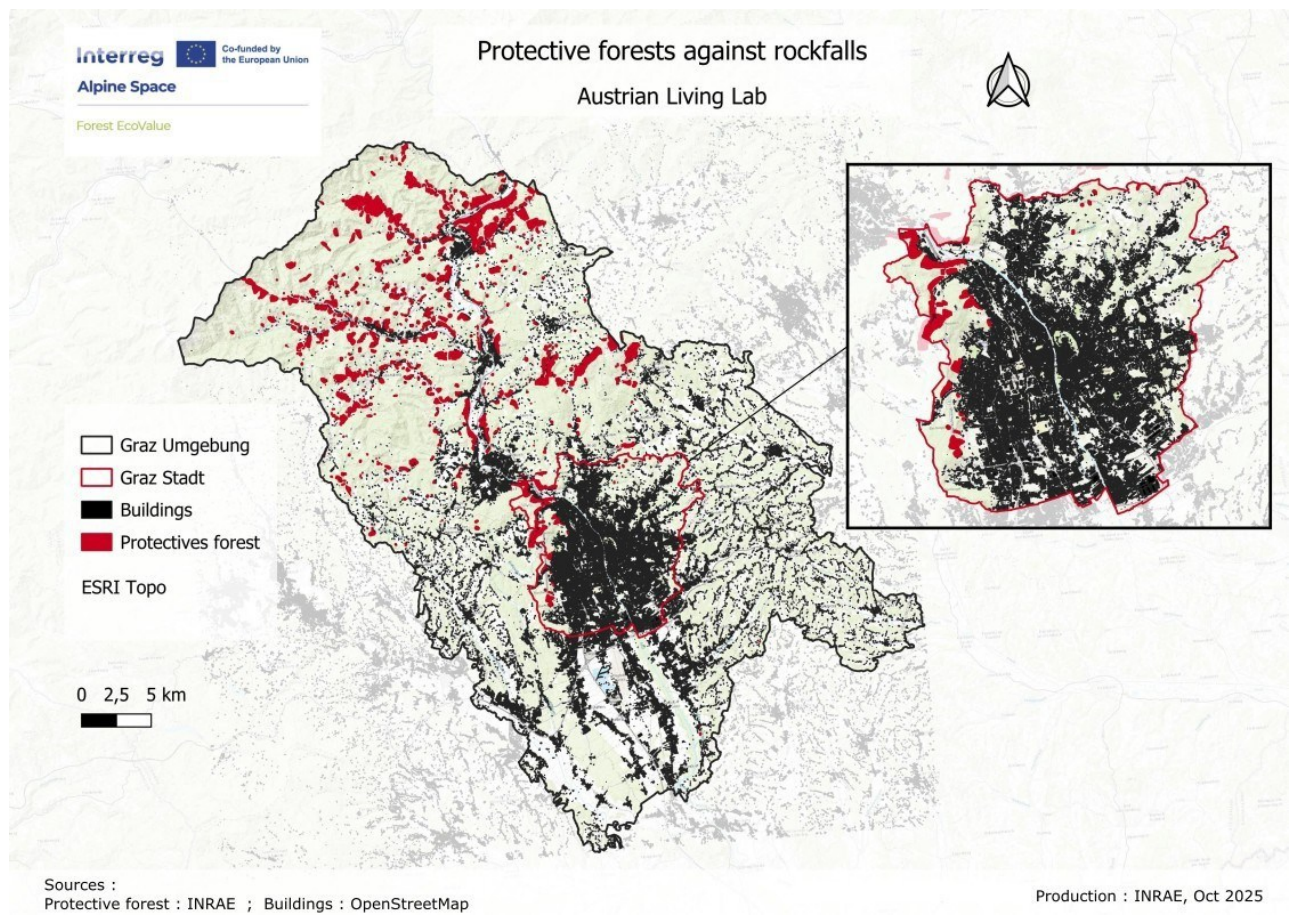 Interreg
Co-funded by
the European Union
Alpine Space
Forest EcoValue
Protective forests against rockfalls
Austrian Living Lab
Graz Umgebung
Graz Stadt
Buildings
Protectives forest
ESRI Topo
0 2,5 5 km
Sources :
Protective forest : INRAE ; Buildings : OpenStreetMap
Production : INRAE, Oct 2025